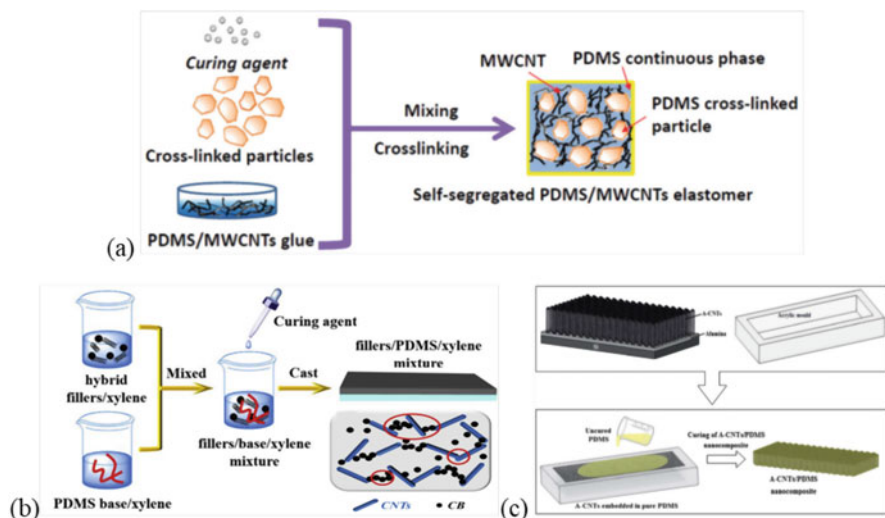 Curing agent
Cross-linked particles
PDMS/MWCNTs glue
Mixing
Crosslinking
MWCNT
PDMS continuous phase
PDMS cross-linked
particle
Self-segregated PDMS/MWCNTs elastomer
(a)
hybrid
fillers/xylene
PDMS base/xylene
Mixed
Curing agent
fillers/base/xylene
mixture
Cast
fillers/PDMS/xylene
mixture
CNTs
CB
(b)
A-CNTs
Alumina
Acrylic mould
Uncured
PDMS
A-CNTs embedded in pure PDMS
Curing of A-CNTs/PDMS
nanocomposite
A-CNTs/PDMS
nanocomposite
(c)